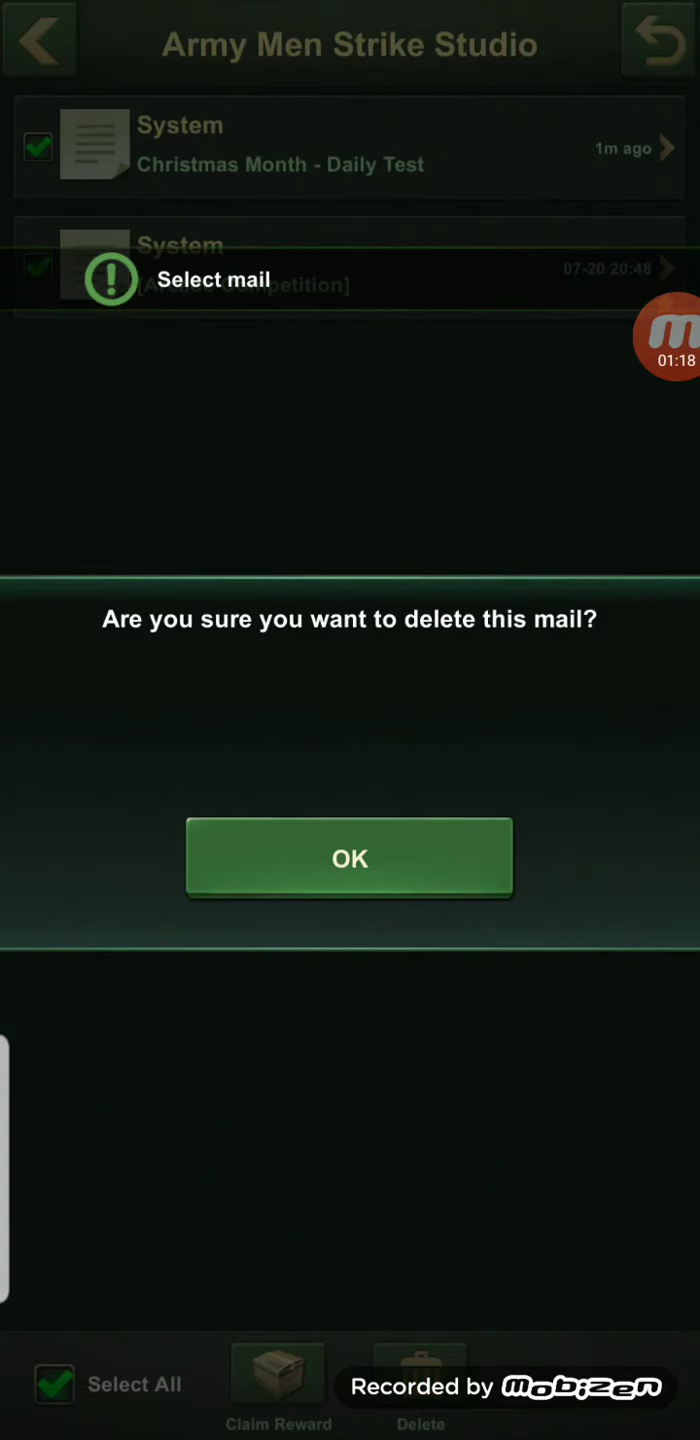 Army Men Strike Studio
System
Christmas Month - Daily Test
1m ago
System
[Arcade Competition]
07-20 20:48
Select mail
01:18
Are you sure you want to delete this mail?
OK
Select All
Claim Reward
Delete
Recorded by mobizen